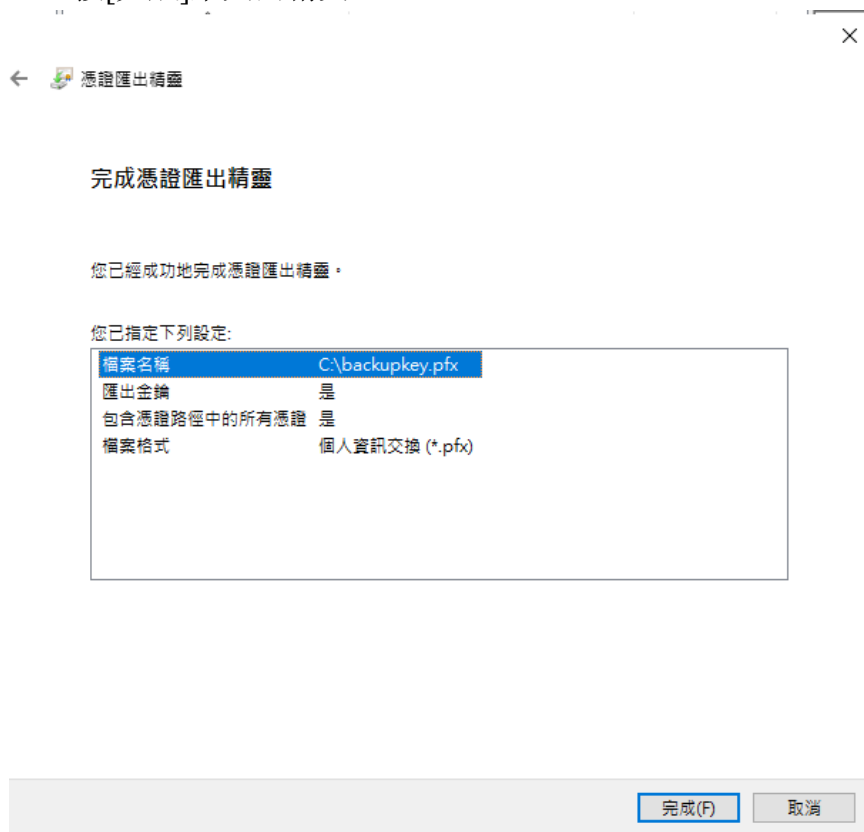 憑證匯出精靈
完成憑證匯出精靈
您已經成功地完成憑證匯出精靈。
您已指定下列設定:
檔案名稱 C:\backupkey.pfx
匯出金鑰 是
包含憑證路徑中的所有憑證 是
檔案格式 個人資訊交換 (*.pfx)
完成(F) 取消